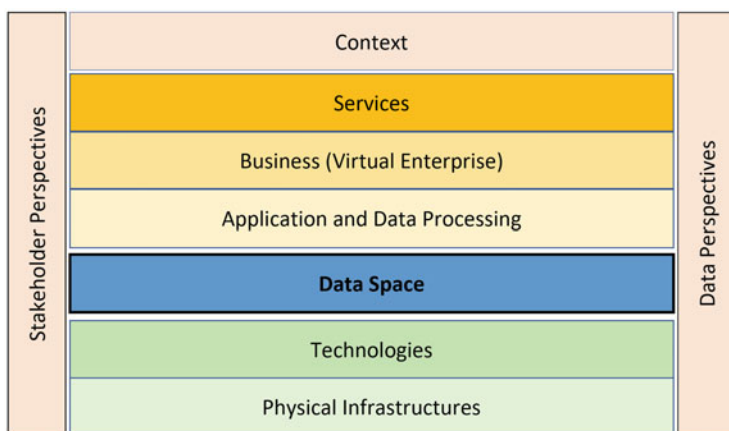 Stakeholder Perspectives
Context
Services
Business (Virtual Enterprise)
Application and Data Processing
Data Space
Technologies
Physical Infrastructures
Data Perspectives